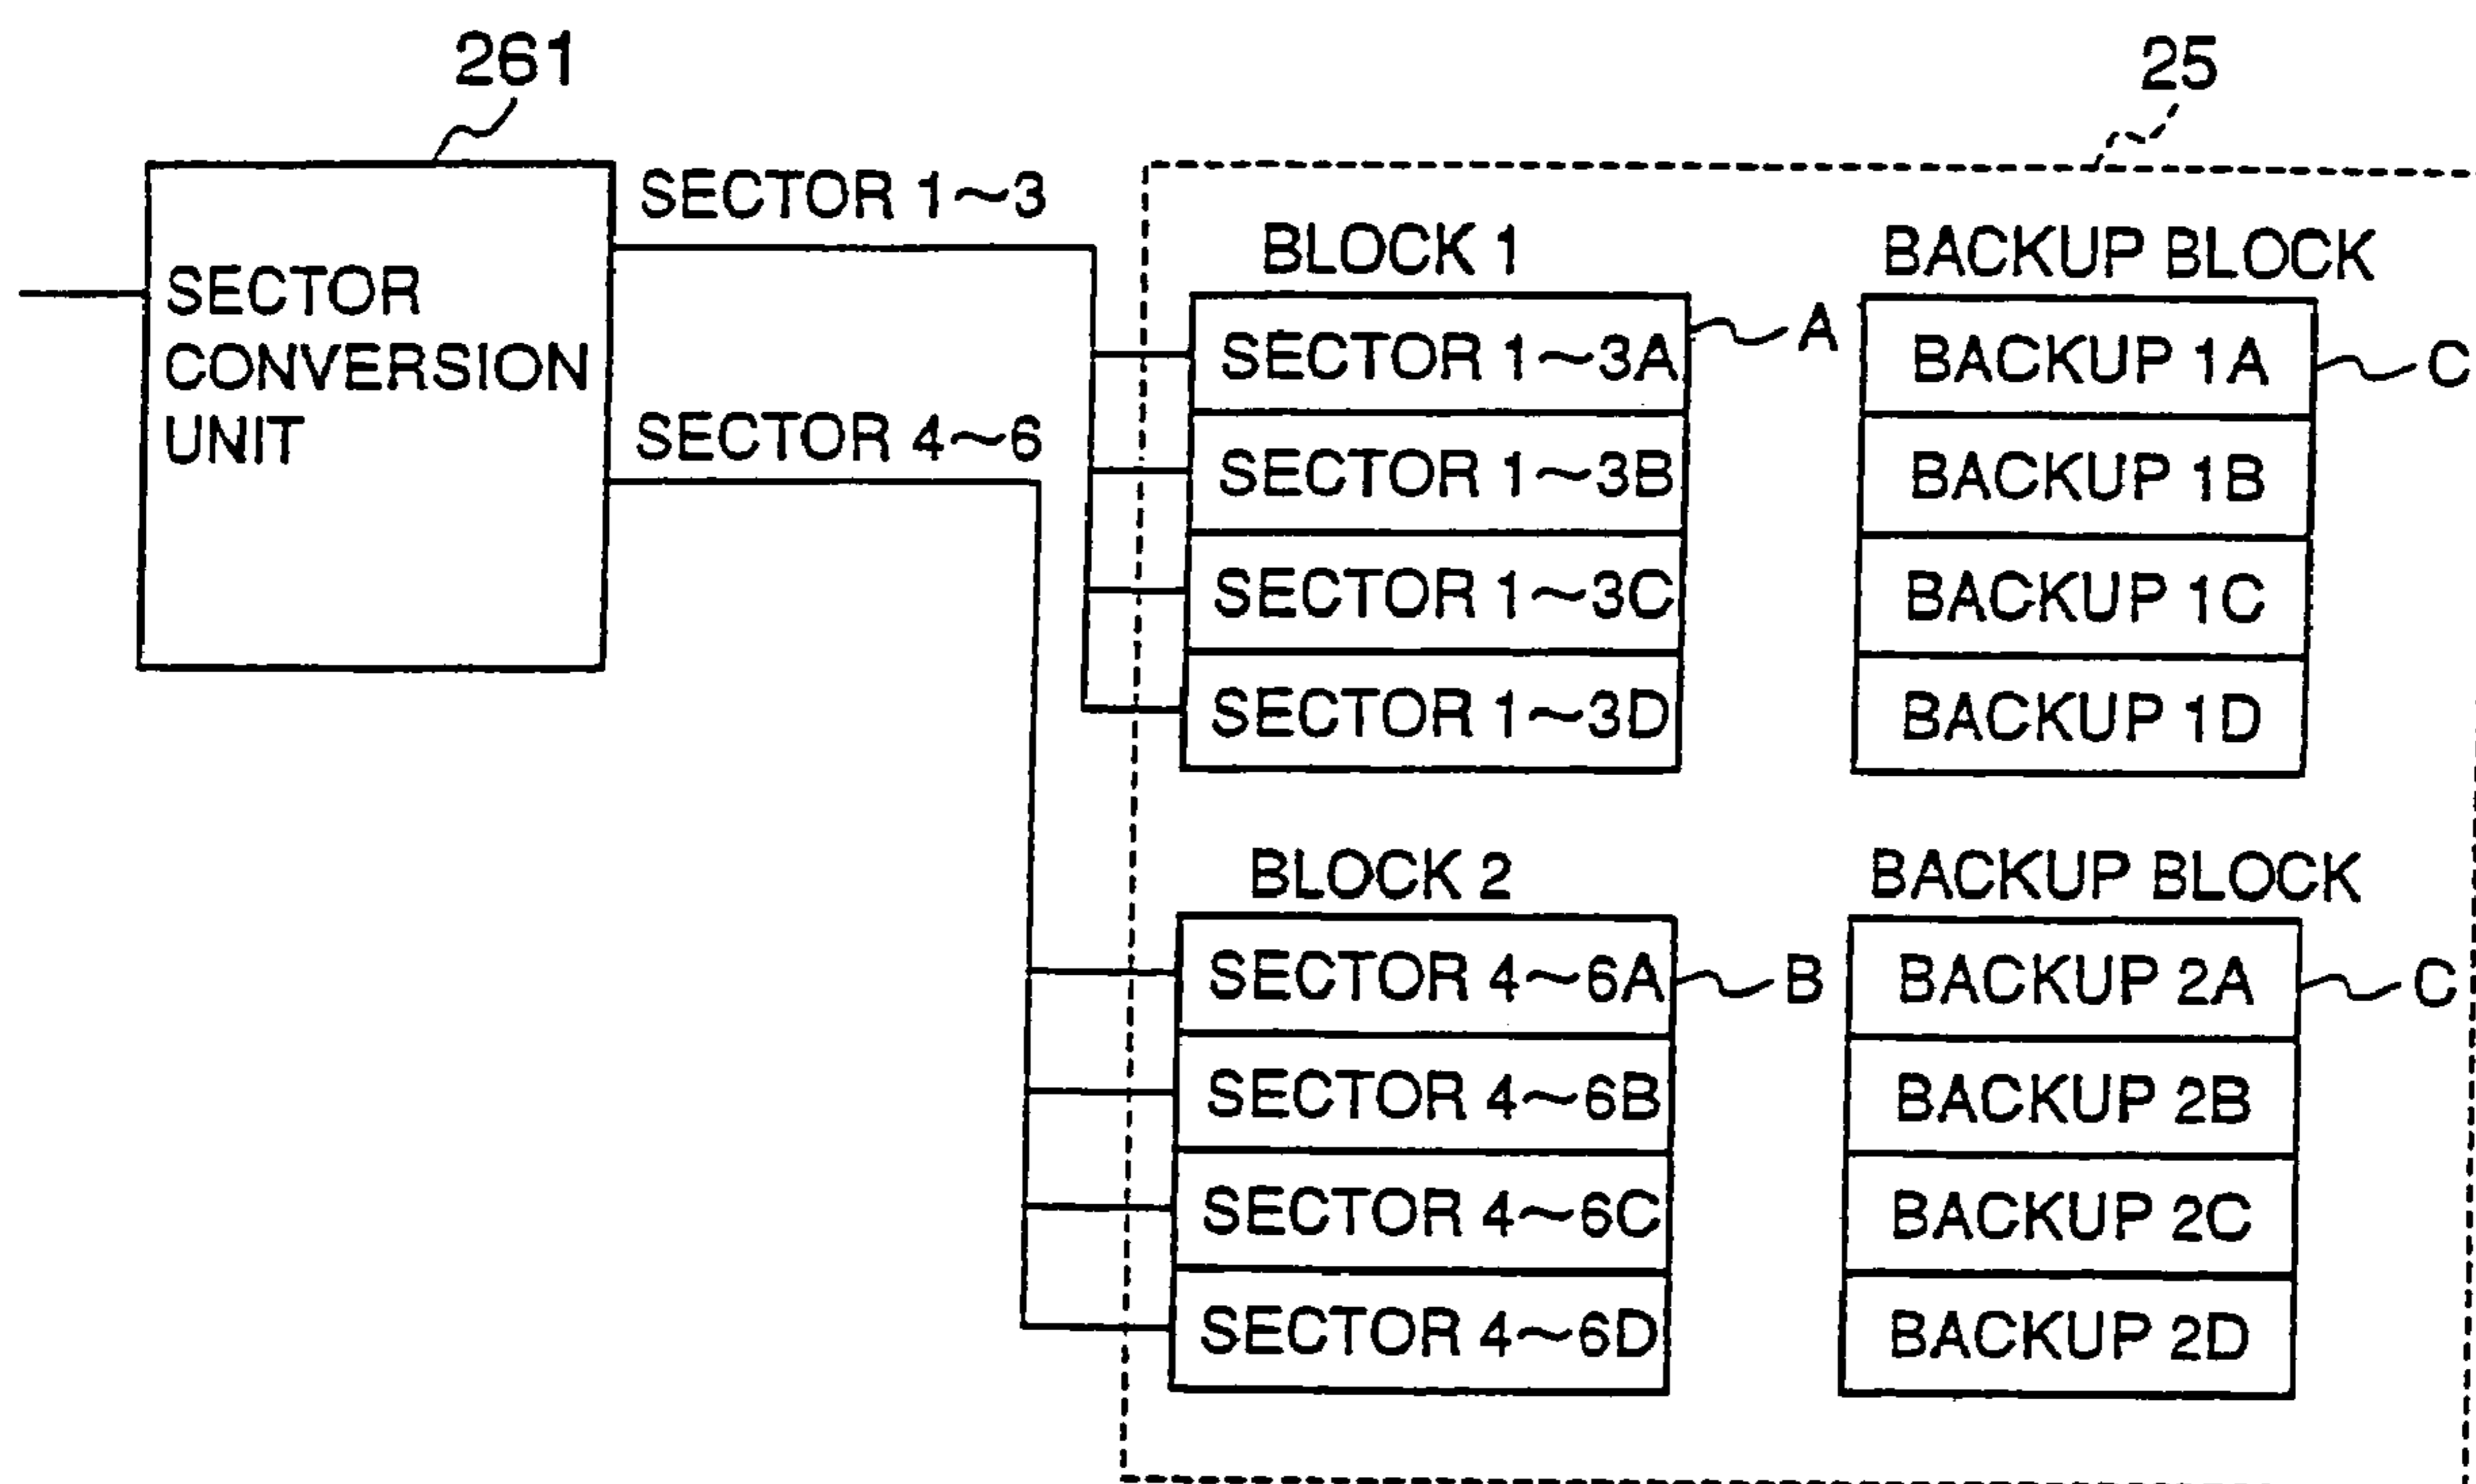 261
25
SECTOR
CONVERSION
UNIT
SECTOR 1~3
SECTOR 4~6
BLOCK 1
SECTOR 1~3A
A
SECTOR 1~3B
SECTOR 1~3C
SECTOR 1~3D
BACKUP BLOCK
BACKUP 1A
C
BACKUP 1B
BACKUP 1C
BACKUP 1D
BLOCK 2
SECTOR 4~6A
B
SECTOR 4~6B
SECTOR 4~6C
SECTOR 4~6D
BACKUP BLOCK
BACKUP 2A
C
BACKUP 2B
BACKUP 2C
BACKUP 2D